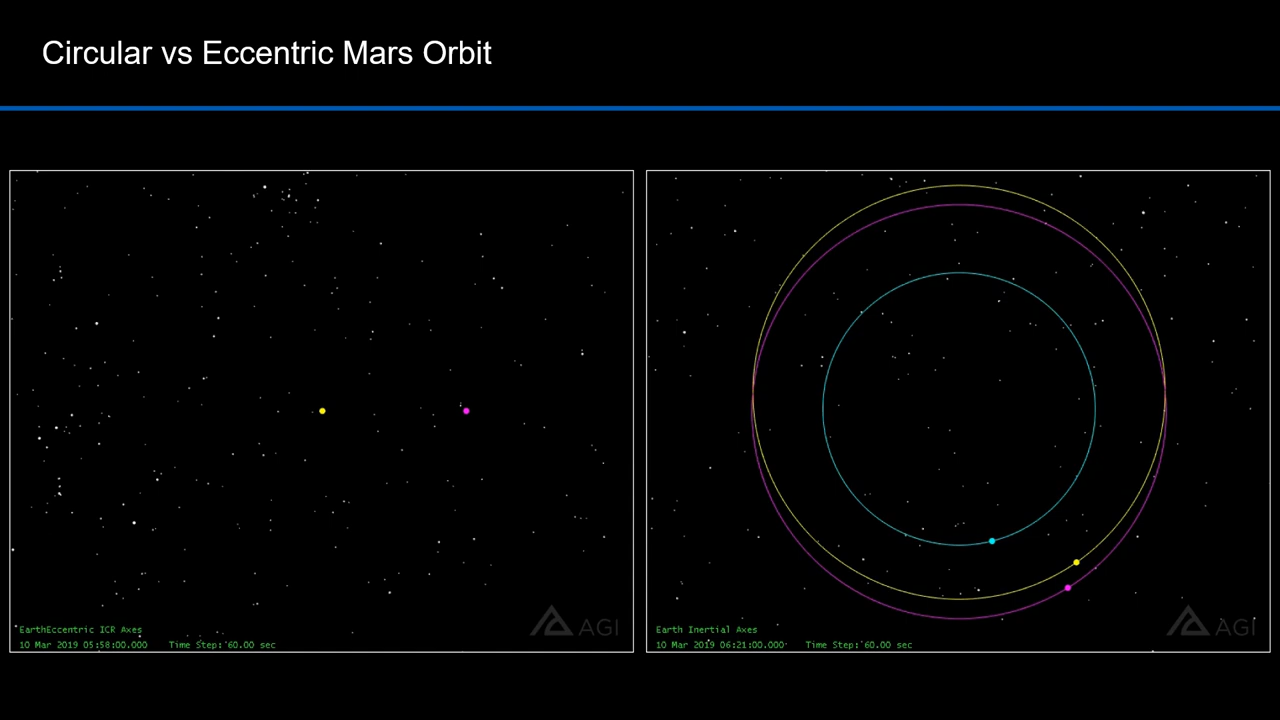 Circular vs Eccentric Mars Orbit
EarthEccentric ICR Axes
10 Mar 2019 05:58:00.000 Time Step: 60.00 sec
AGI
Earth Inertial Axes
10 Mar 2019 06:21:00.000 Time Step: 60.00 sec
AGI